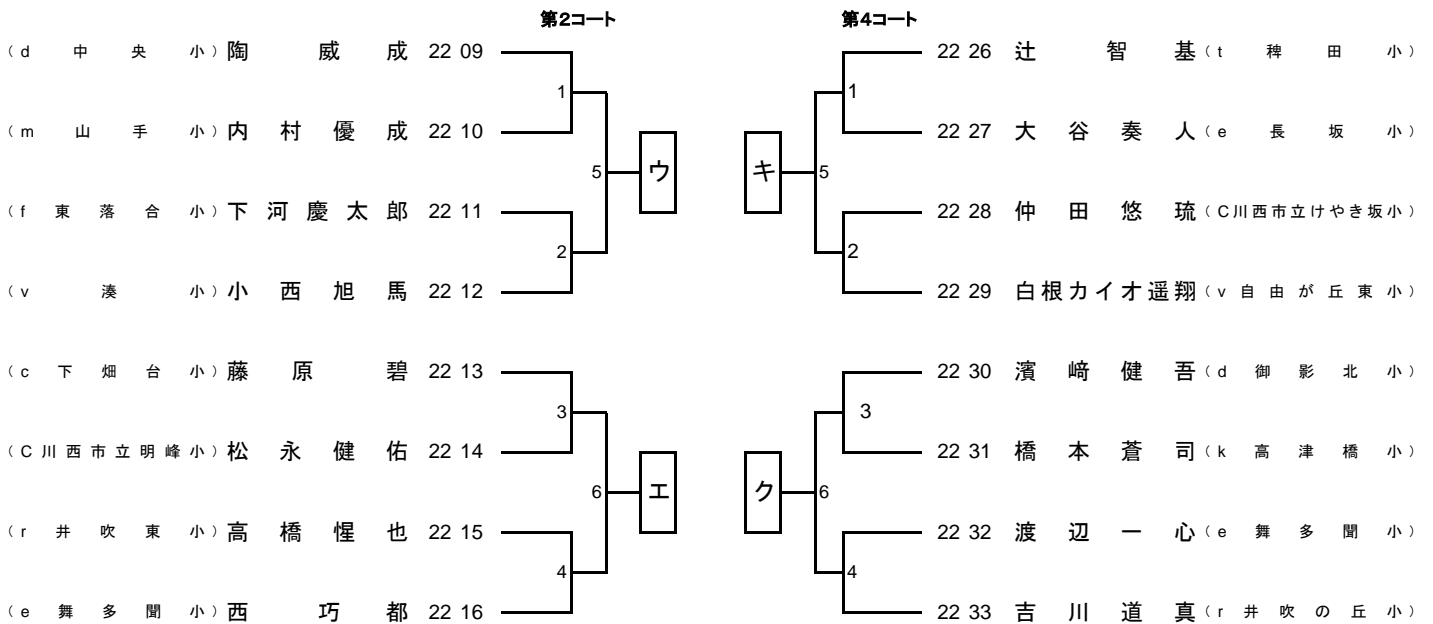 第2コート 第4コート
（d 中央小）陶威成 22 09 22 26 辻智基（t 稗田小）
1 1
（m 山手小）内村優成 22 10 22 27 大谷奏人（e 長坂小）
5 ウ キ 5
（f 東落合小）下河慶太郎 22 11 22 28 仲田悠琉（C川西市立けやき坂小）
2 2
（v 湊小）小西旭馬 22 12 22 29 白根カイオ遥翔（v 自由が丘東小）
（c 下畑台小）藤原碧 22 13 22 30 濱﨑健吾（d 御影北小）
3 3
（C川西市立明峰小）松永健佑 22 14 22 31 橋本蒼司（k 高津橋小）
6 エ ク 6
（r 井吹東小）高橋惺也 22 15 22 32 渡辺一心（e 舞多聞小）
4 4
（e 舞多聞小）西巧都 22 16 22 33 吉川道真（r 井吹の丘小）